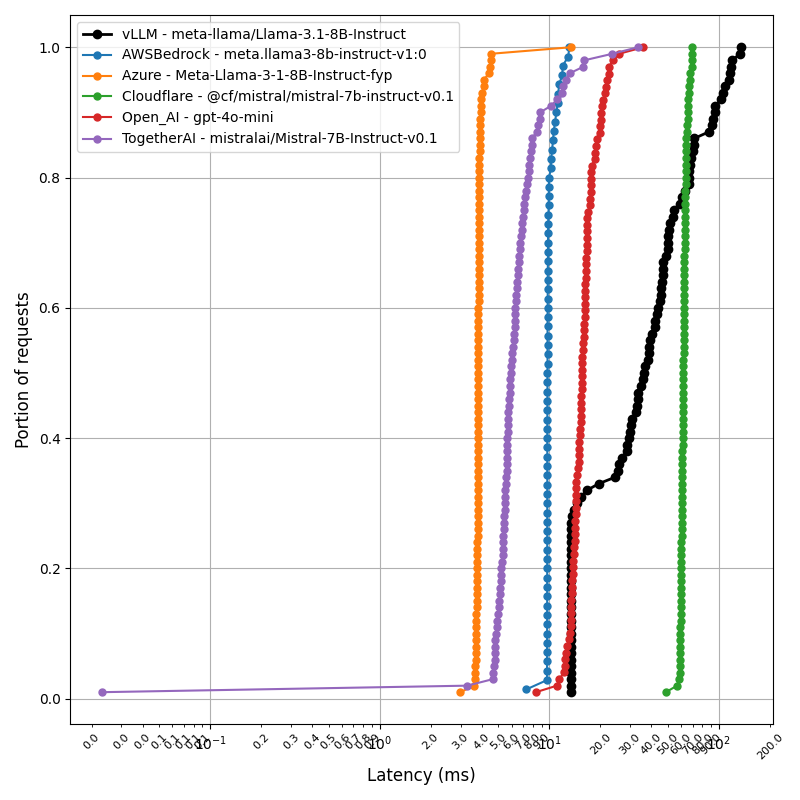 vLLM - meta-llama/Llama-3.1-8B-Instruct
AWSBedrock - meta.llama3-8b-instruct-v1:0
Azure - Meta-Llama-3-1-8B-Instruct-fyp
Cloudflare - @cf/mistral/mistral-7b-instruct-v0.1
Open_AI - gpt-4o-mini
TogetherAI - mistralai/Mistral-7B-Instruct-v0.1
Portion of requests
1.0
0.8
0.6
0.4
0.2
0.0
0.0 0.0 0.0 0.1 0.1 10⁻¹ 0.2 0.3 0.4 0.5 10⁰ 2.0 3.0 4.0 5.0 10¹ 20.0 30.0 40.0 50.0 60.0 10² 200.0
Latency (ms)